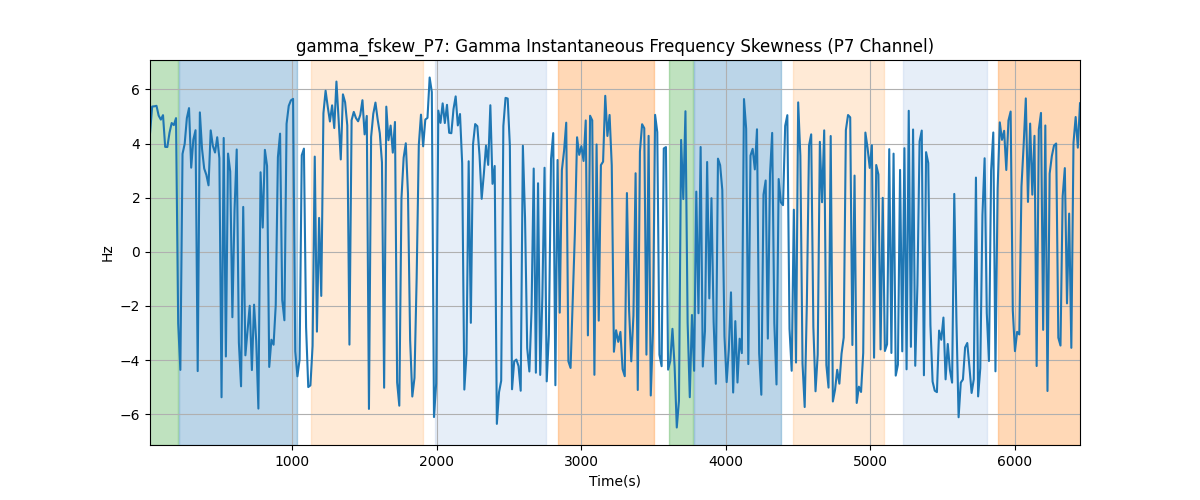 gamma_fskew_P7: Gamma Instantaneous Frequency Skewness (P7 Channel)
6
4
2
0
−2
−4
−6
Hz
1000 2000 3000 4000 5000 6000
Time(s)